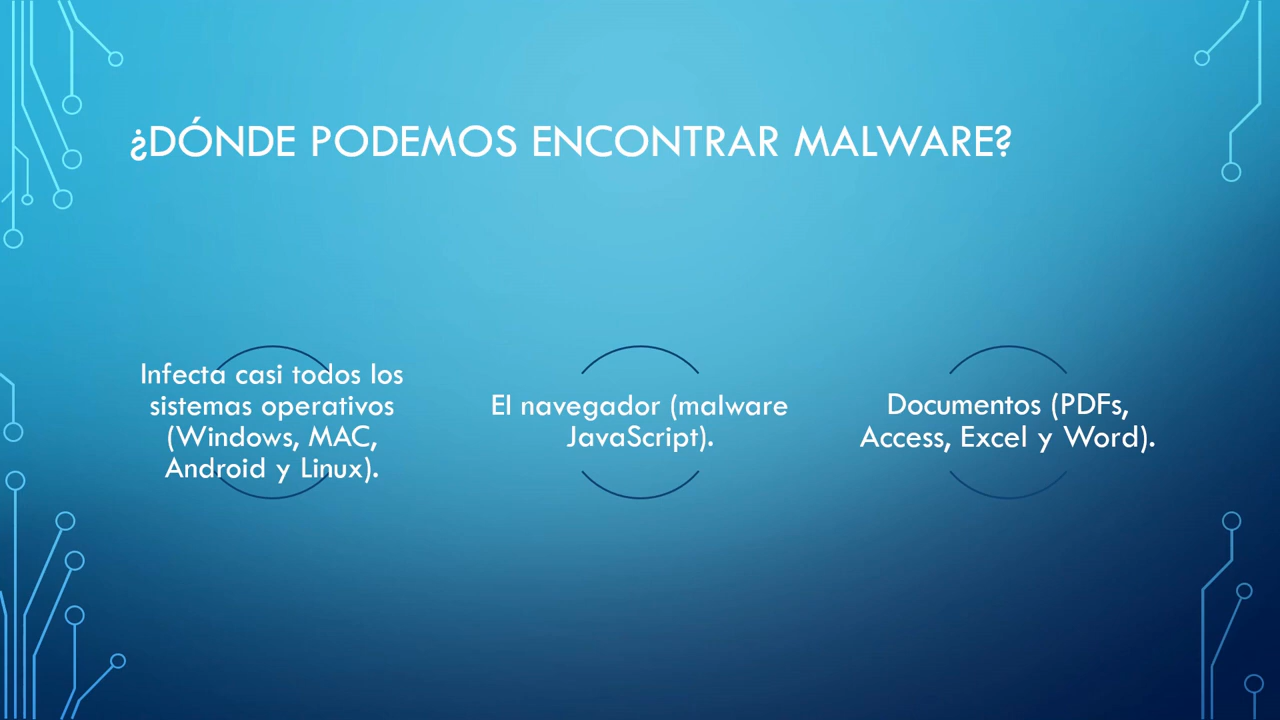 ¿DÓNDE PODEMOS ENCONTRAR MALWARE?
Infecta casi todos los
sistemas operativos
(Windows, MAC,
Android y Linux).
El navegador (malware
JavaScript).
Documentos (PDFs,
Access, Excel y Word).